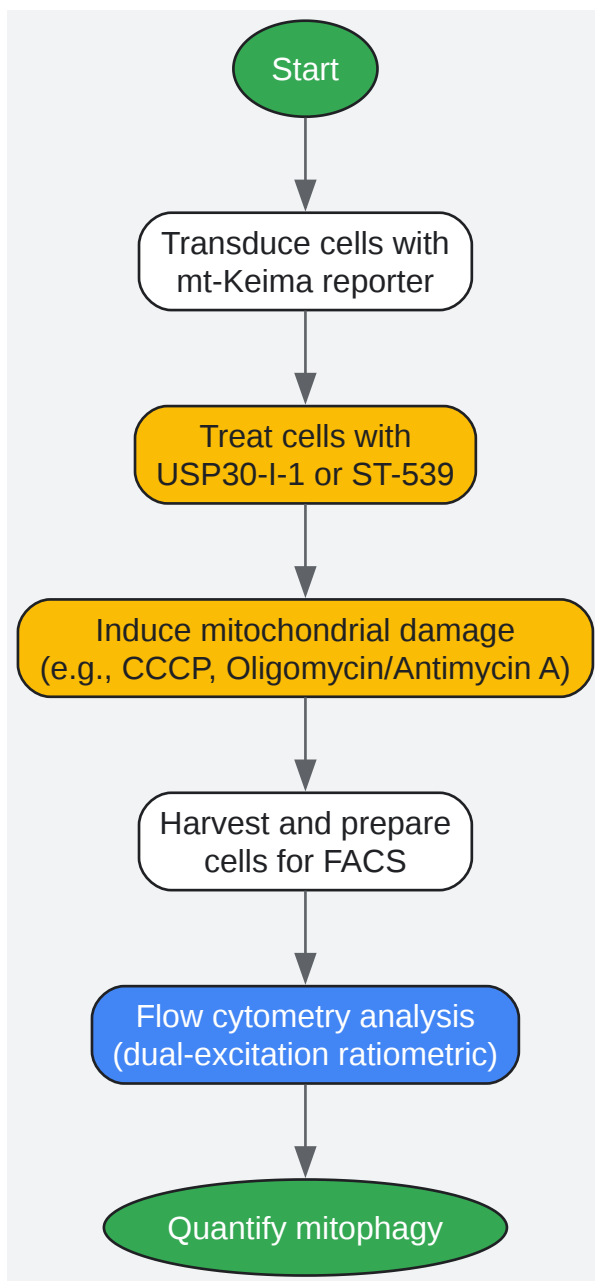 Start
Transduce cells with
mt-Keima reporter
Treat cells with
USP30-I-1 or ST-539
Induce mitochondrial damage
(e.g., CCCP, Oligomycin/Antimycin A)
Harvest and prepare
cells for FACS
Flow cytometry analysis
(dual-excitation ratiometric)
Quantify mitophagy